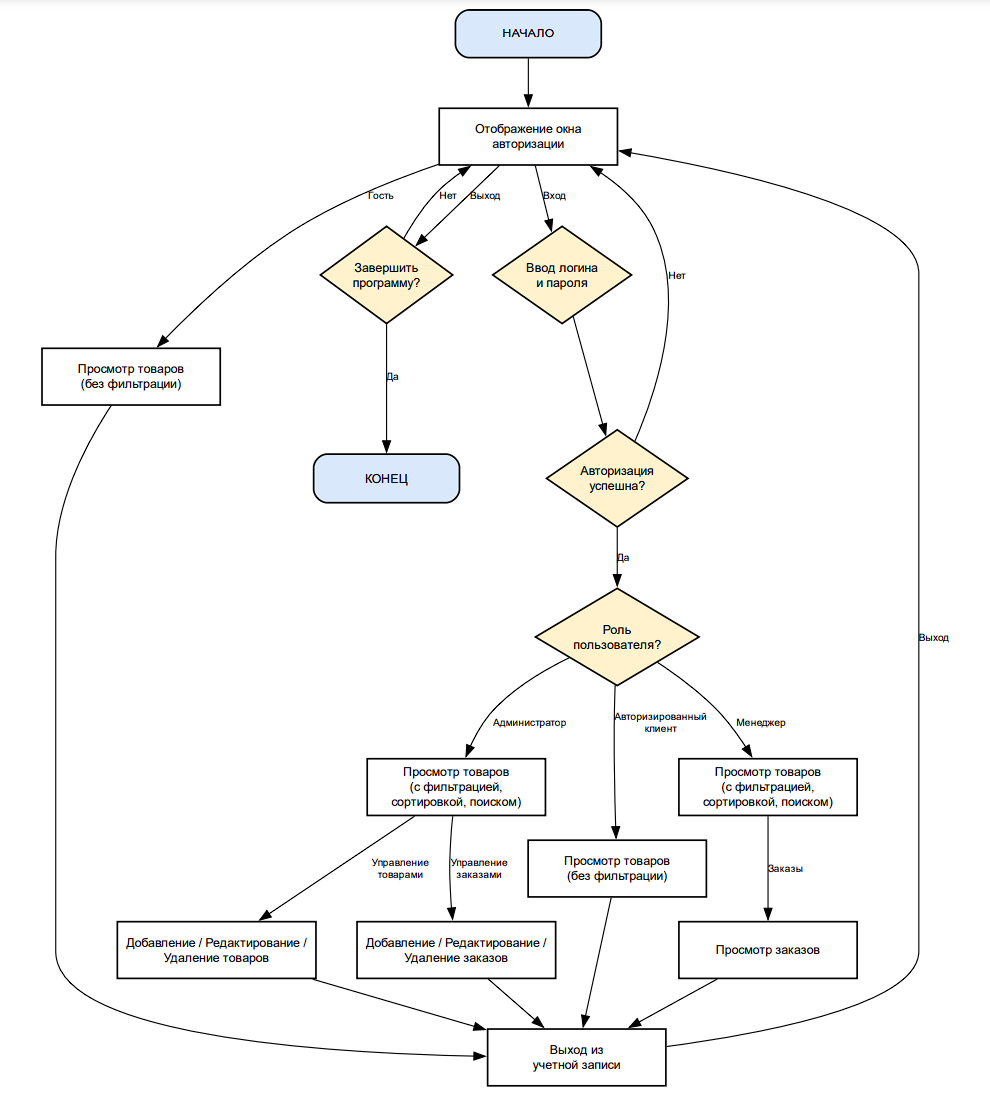 НАЧАЛО
Отображение окна
авторизации
Гость
Нет
Выход
Вход
Завершить
программу?
Ввод логина
и пароля
Нет
Просмотр товаров
(без фильтрации)
Да
КОНЕЦ
Авторизация
успешна?
Да
Роль
пользователя?
Выход
Администратор
Авторизированный
клиент
Менеджер
Просмотр товаров
(с фильтрацией,
сортировкой, поиском)
Просмотр товаров
(с фильтрацией,
сортировкой, поиском)
Управление
товарами
Управление
заказами
Просмотр товаров
(без фильтрации)
Заказы
Добавление / Редактирование /
Удаление товаров
Добавление / Редактирование /
Удаление заказов
Просмотр заказов
Выход из
учетной записи